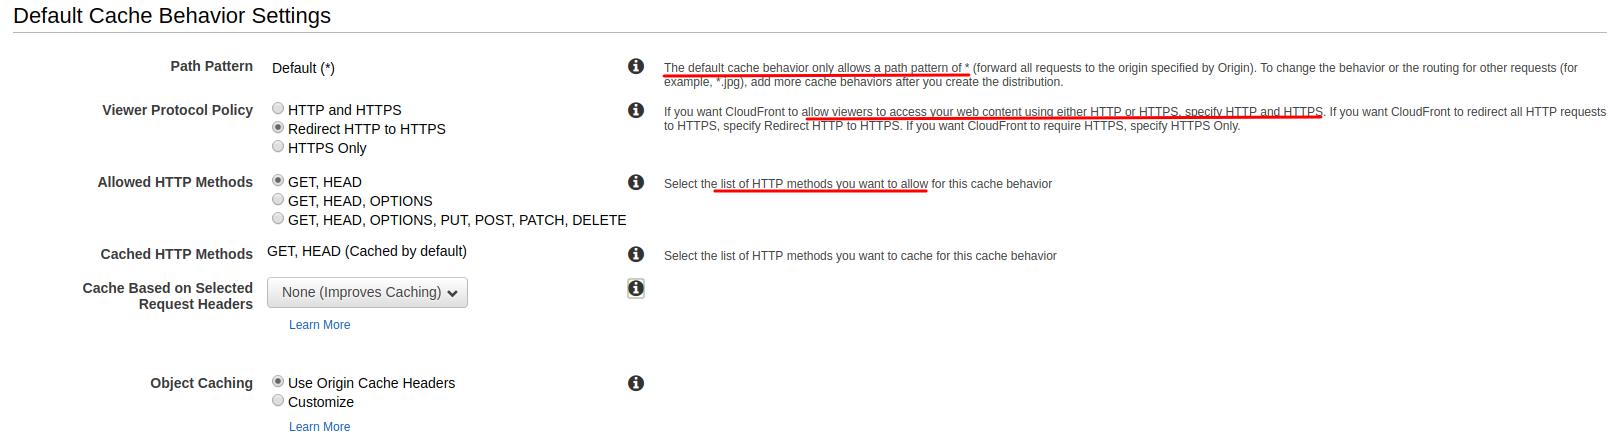 Default Cache Behavior Settings
Path Pattern Default (*) The default cache behavior only allows a path pattern of * (forward all requests to the origin specified by Origin). To change the behavior or the routing for other requests (for
example, *.jpg), add more cache behaviors after you create the distribution.
Viewer Protocol Policy HTTP and HTTPS If you want CloudFront to allow viewers to access your web content using either HTTP or HTTPS, specify HTTP and HTTPS. If you want CloudFront to redirect all HTTP requests
Redirect HTTP to HTTPS to HTTPS, specify Redirect HTTP to HTTPS. If you want CloudFront to require HTTPS, specify HTTPS Only.
HTTPS Only
Allowed HTTP Methods GET, HEAD Select the list of HTTP methods you want to allow for this cache behavior
GET, HEAD, OPTIONS
GET, HEAD, OPTIONS, PUT, POST, PATCH, DELETE
Cached HTTP Methods GET, HEAD (Cached by default) Select the list of HTTP methods you want to cache for this cache behavior
Cache Based on Selected None (Improves Caching)
Request Headers
Learn More
Object Caching Use Origin Cache Headers
Customize
Learn More